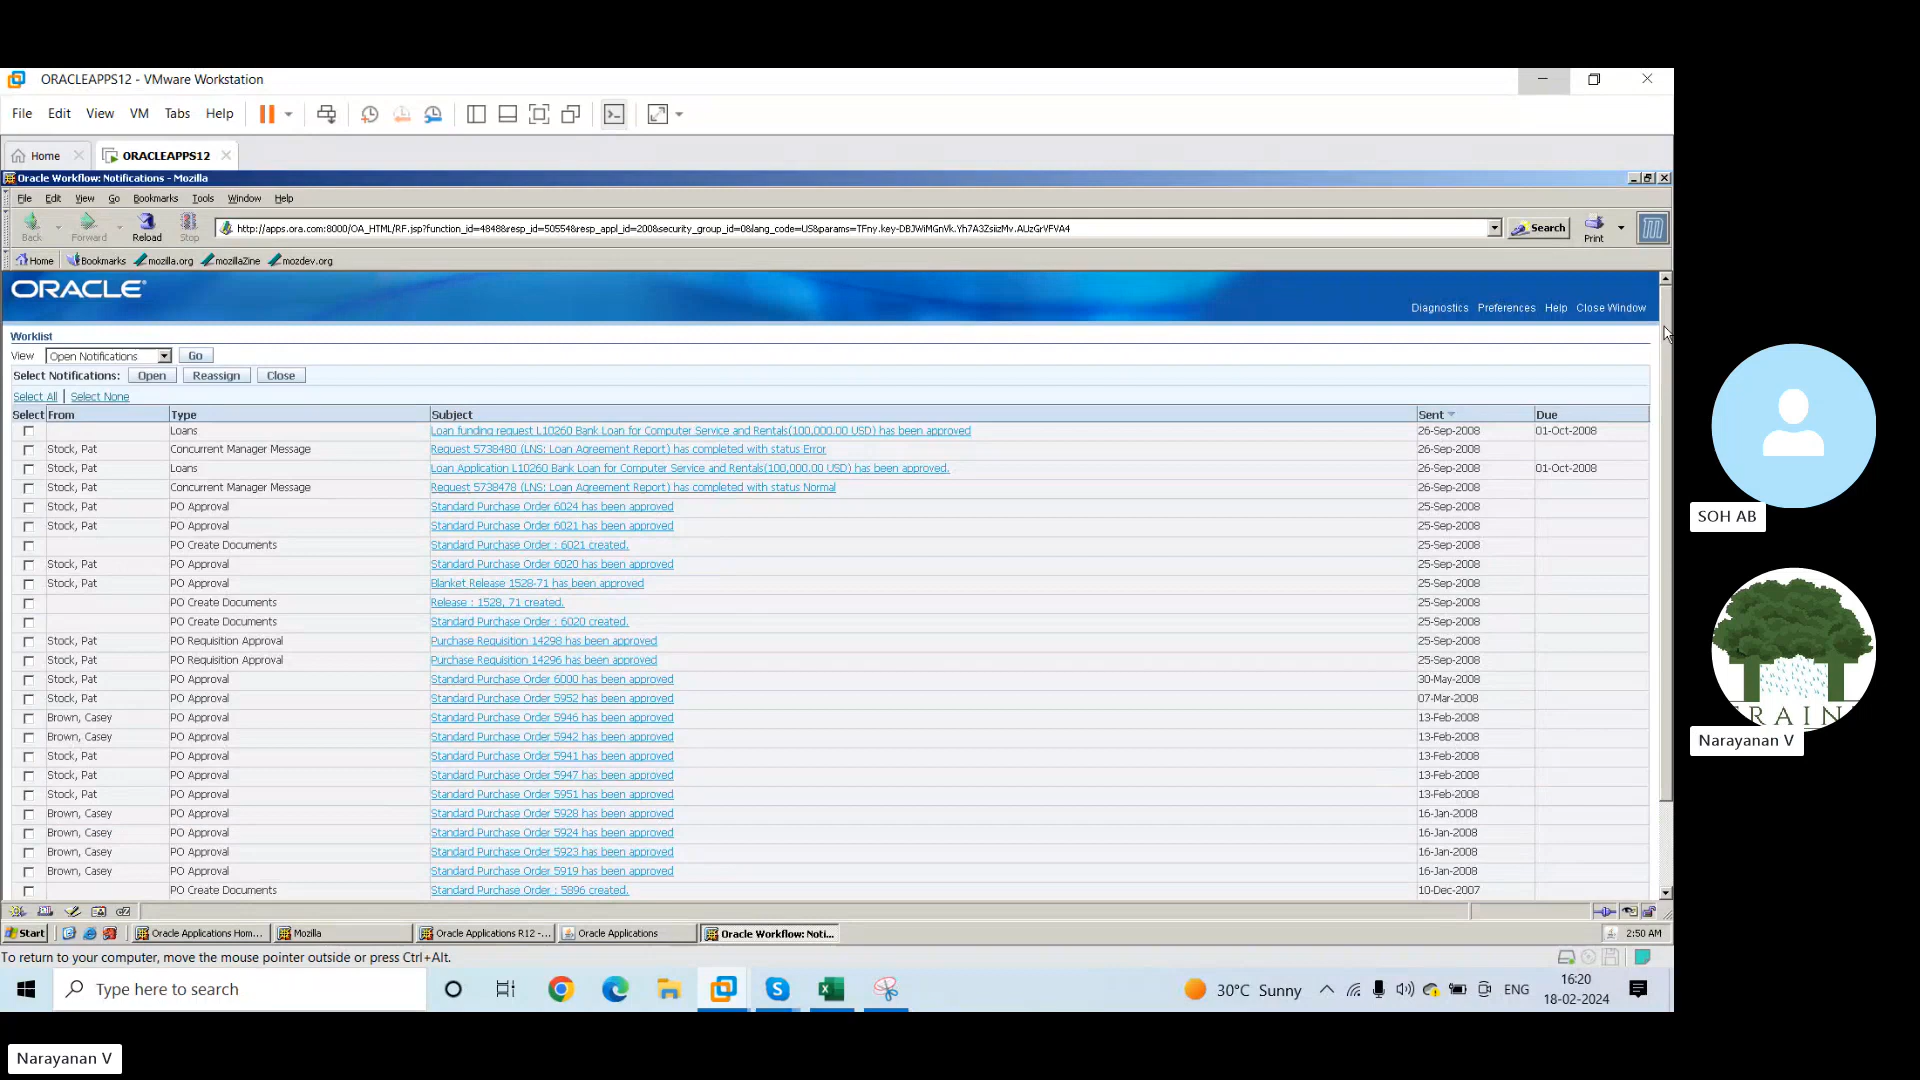 ORACLEAPPS12 - VMware Workstation
File Edit View VM Tabs Help
Home ORACLEAPPS12
Oracle Workflow: Notifications - Mozilla
File Edit View Go Bookmarks Tools Window Help
Back Forward Reload Stop Search Print
Home Bookmarks mozilla.org mozillaZine mozdev.org
ORACLE
Diagnostics Preferences Help Close Window
Worklist
View Open Notifications Go
Select Notifications: Open Reassign Close
Select All | Select None
Select From Type Subject Sent Due
Loans Loan funding request L10260 Bank Loan for Computer Service and Rentals(100,000.00 USD) has been approved 26-Sep-2008 01-Oct-2008
Stock, Pat Concurrent Manager Message Request 5738480 (LNS: Loan Agreement Report) has completed with status Error 26-Sep-2008
Stock, Pat Loans Loan Application L10260 Bank Loan for Computer Service and Rentals(100,000.00 USD) has been approved. 26-Sep-2008 01-Oct-2008
Stock, Pat Concurrent Manager Message Request 5738478 (LNS: Loan Agreement Report) has completed with status Normal 26-Sep-2008
Stock, Pat PO Approval Standard Purchase Order 6024 has been approved 25-Sep-2008
Stock, Pat PO Approval Standard Purchase Order 6021 has been approved 25-Sep-2008
PO Create Documents Standard Purchase Order : 6021 created. 25-Sep-2008
Stock, Pat PO Approval Standard Purchase Order 6020 has been approved 25-Sep-2008
Stock, Pat PO Approval Blanket Release 1528-71 has been approved 25-Sep-2008
PO Create Documents Release : 1528, 71 created. 25-Sep-2008
PO Create Documents Standard Purchase Order : 6020 created. 25-Sep-2008
Stock, Pat PO Requisition Approval Purchase Requisition 14298 has been approved 25-Sep-2008
Stock, Pat PO Requisition Approval Purchase Requisition 14296 has been approved 25-Sep-2008
Stock, Pat PO Approval Standard Purchase Order 6000 has been approved 30-May-2008
Stock, Pat PO Approval Standard Purchase Order 5952 has been approved 07-Mar-2008
Brown, Casey PO Approval Standard Purchase Order 5946 has been approved 13-Feb-2008
Brown, Casey PO Approval Standard Purchase Order 5942 has been approved 13-Feb-2008
Stock, Pat PO Approval Standard Purchase Order 5941 has been approved 13-Feb-2008
Stock, Pat PO Approval Standard Purchase Order 5947 has been approved 13-Feb-2008
Stock, Pat PO Approval Standard Purchase Order 5951 has been approved 13-Feb-2008
Brown, Casey PO Approval Standard Purchase Order 5928 has been approved 16-Jan-2008
Brown, Casey PO Approval Standard Purchase Order 5924 has been approved 16-Jan-2008
Brown, Casey PO Approval Standard Purchase Order 5923 has been approved 16-Jan-2008
Brown, Casey PO Approval Standard Purchase Order 5919 has been approved 16-Jan-2008
PO Create Documents Standard Purchase Order : 5896 created. 10-Dec-2007
Start Oracle Applications Hom... Mozilla Oracle Applications R12 -... Oracle Applications Oracle Workflow: Noti... 2:50 AM
To return to your computer, move the mouse pointer outside or press Ctrl+Alt.
Type here to search 30°C Sunny ENG 16:20
18-02-2024
SOH AB
RAIN
Narayanan V
Narayanan V